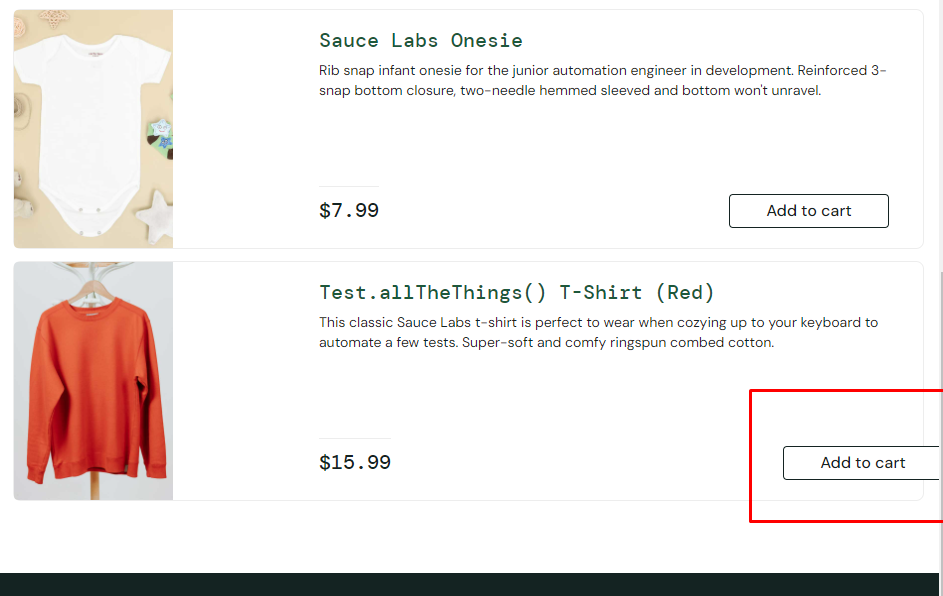 Sauce Labs Onesie
Rib snap infant onesie for the junior automation engineer in development. Reinforced 3-
snap bottom closure, two-needle hemmed sleeved and bottom won't unravel.
$7.99
Add to cart
Test.allTheThings() T-Shirt (Red)
This classic Sauce Labs t-shirt is perfect to wear when cozying up to your keyboard to
automate a few tests. Super-soft and comfy ringspun combed cotton.
$15.99
Add to cart